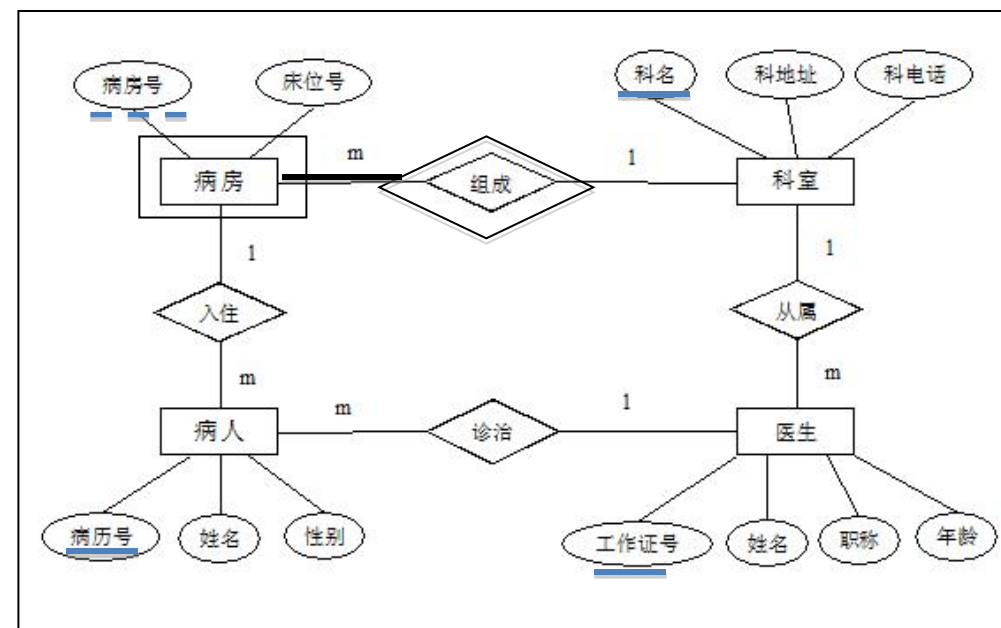 病房号 床位号 科名 科地址 科电话
m 1
病房 组成 科室
1 1
入住 从属
m m
m 1
病人 诊治 医生
病历号 姓名 性别 工作证号 姓名 职称 年龄